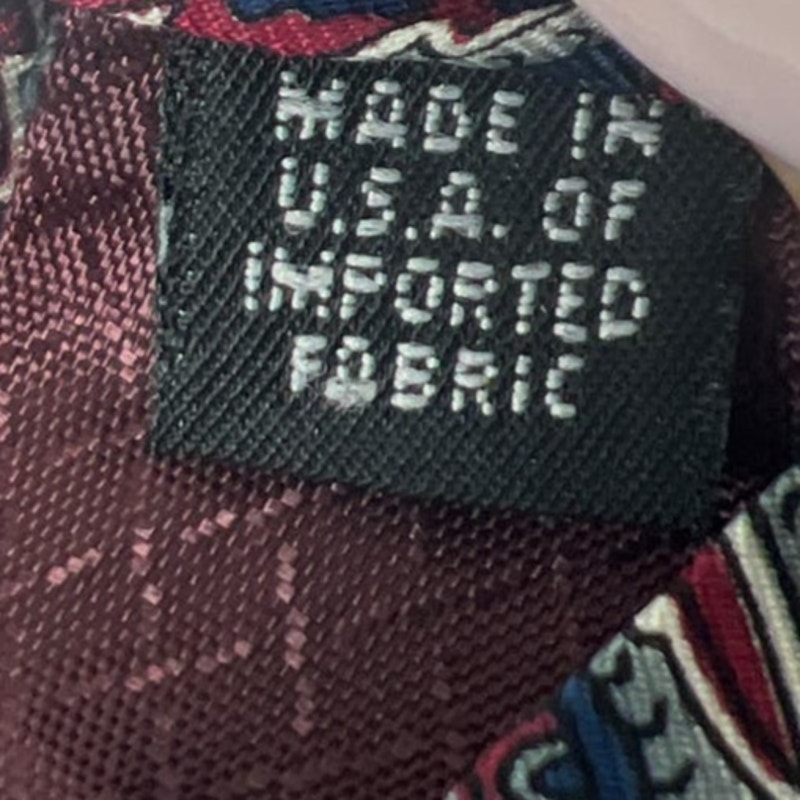 MADE IN
U.S.A. OF
IMPORTED
FABRIC